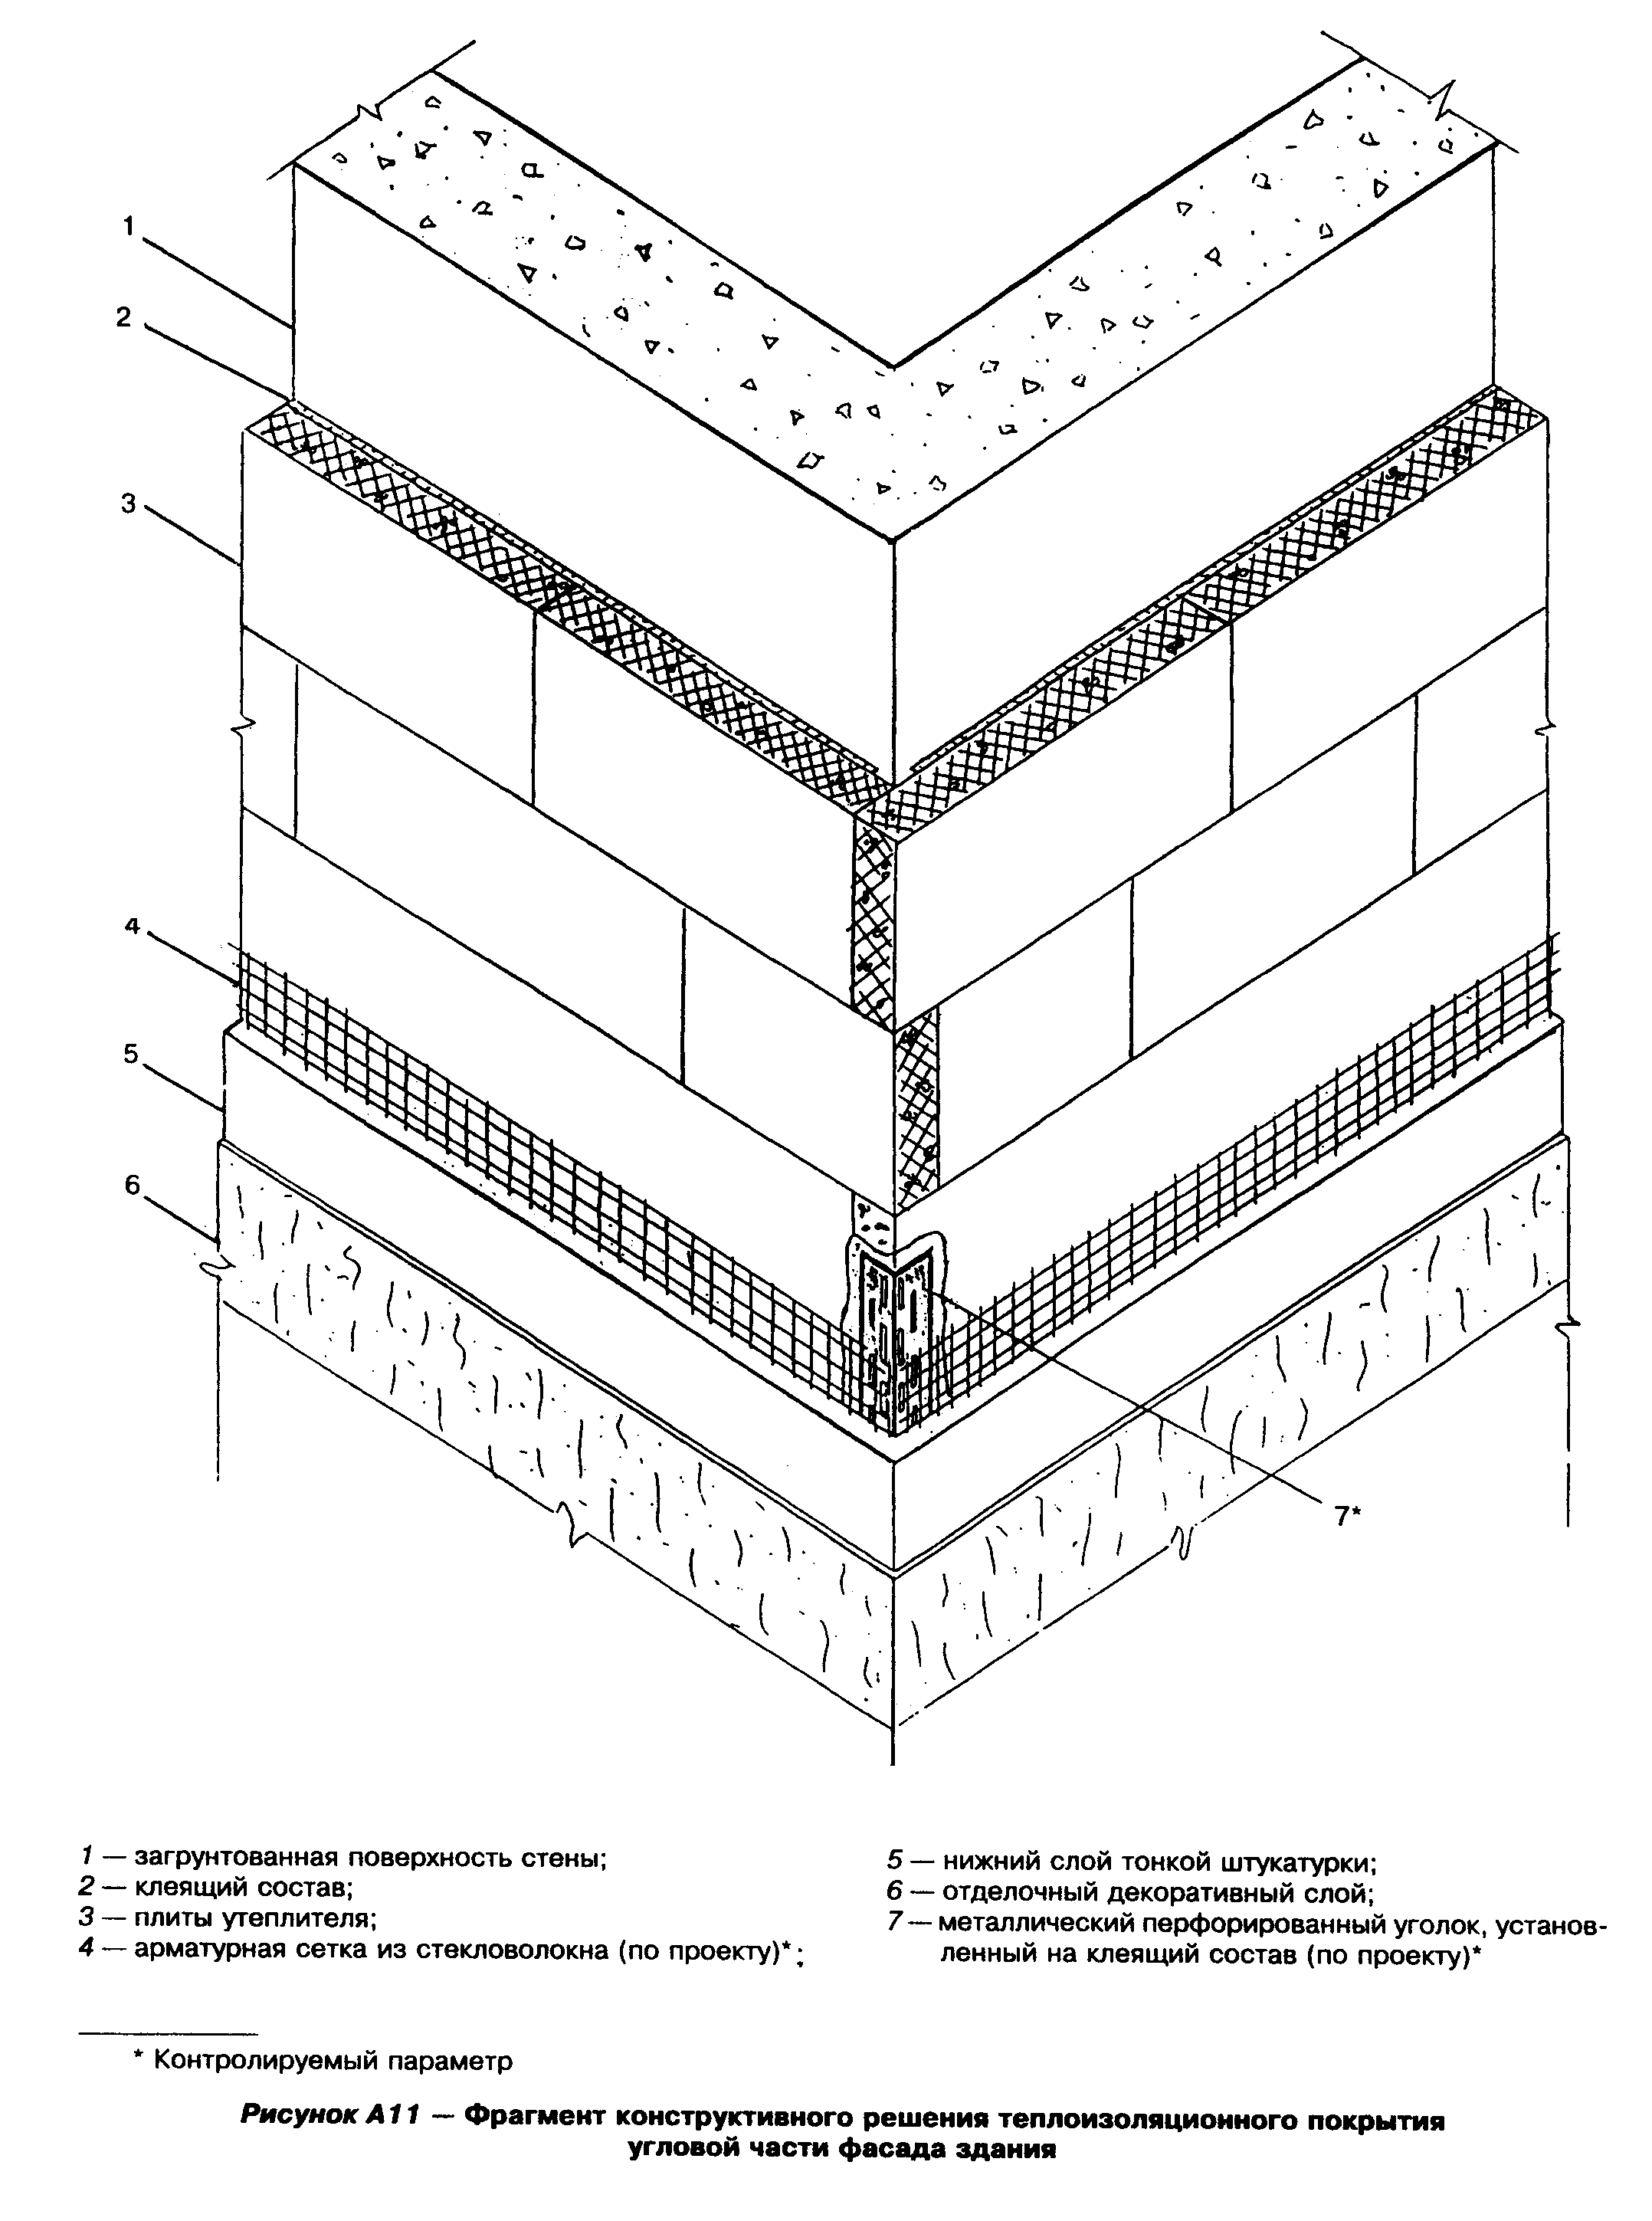 1
2
3
4
5
6
7*
1 — загрунтованная поверхность стены;
2 — клеящий состав;
3 — плиты утеплителя;
4 — арматурная сетка из стекловолокна (по проекту)*;
5 — нижний слой тонкой штукатурки;
6 — отделочный декоративный слой;
7 — металлический перфорированный уголок, установ-
ленный на клеящий состав (по проекту)*
* Контролируемый параметр
Рисунок А11 — Фрагмент конструктивного решения теплоизоляционного покрытия
угловой части фасада здания